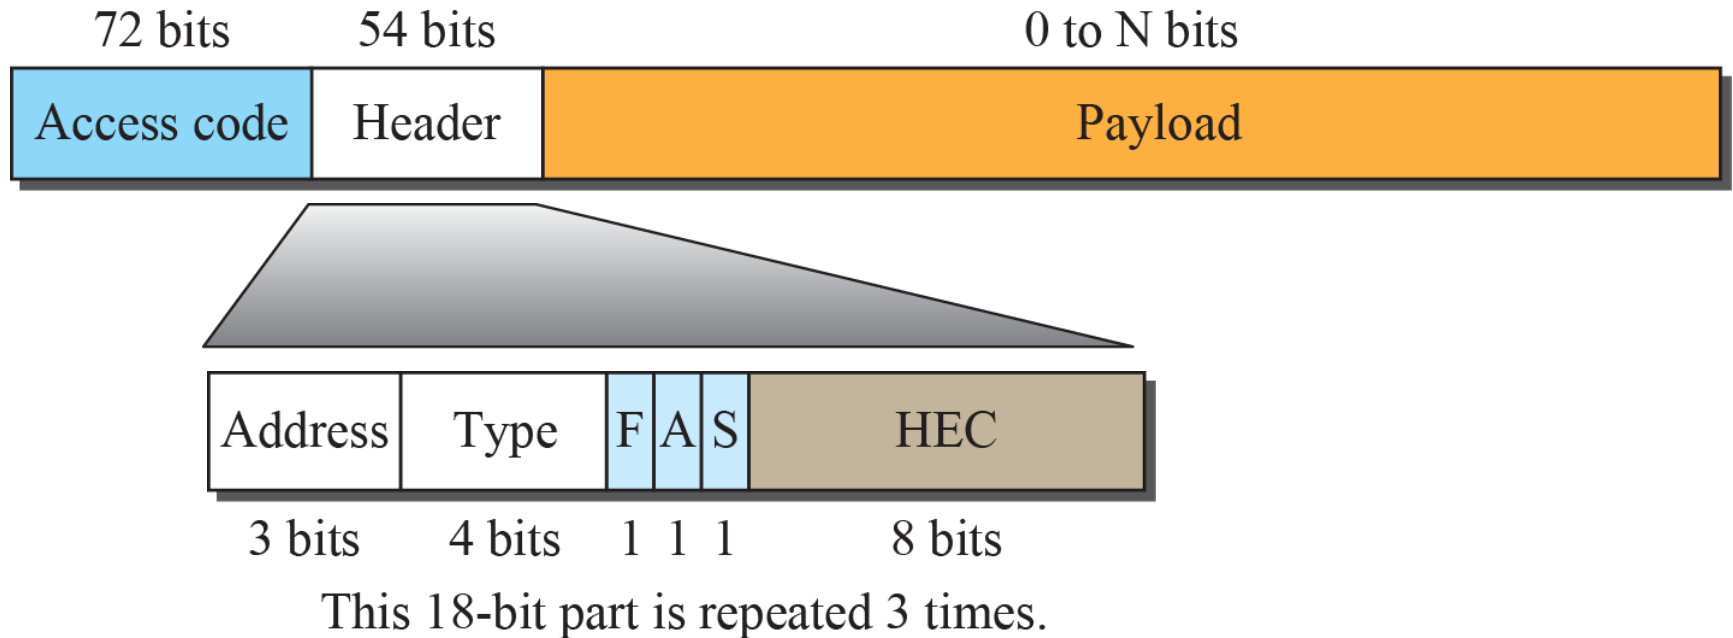 72 bits 54 bits 0 to N bits
Access code Header Payload
Address Type F A S HEC
3 bits 4 bits 1 1 1 8 bits
This 18-bit part is repeated 3 times.